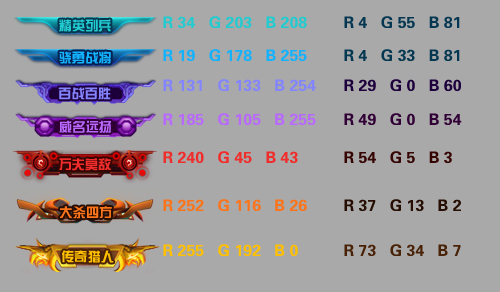 精英列兵 R 34 G 203 B 208 R 4 G 55 B 81
骁勇战将 R 19 G 178 B 255 R 4 G 33 B 81
百战百胜 R 131 G 133 B 254 R 29 G 0 B 60
威名远扬 R 185 G 105 B 255 R 49 G 0 B 54
万夫莫敌 R 240 G 45 B 43 R 54 G 5 B 3
大杀四方 R 252 G 116 B 26 R 37 G 13 B 2
传奇猎人 R 255 G 192 B 0 R 73 G 34 B 7